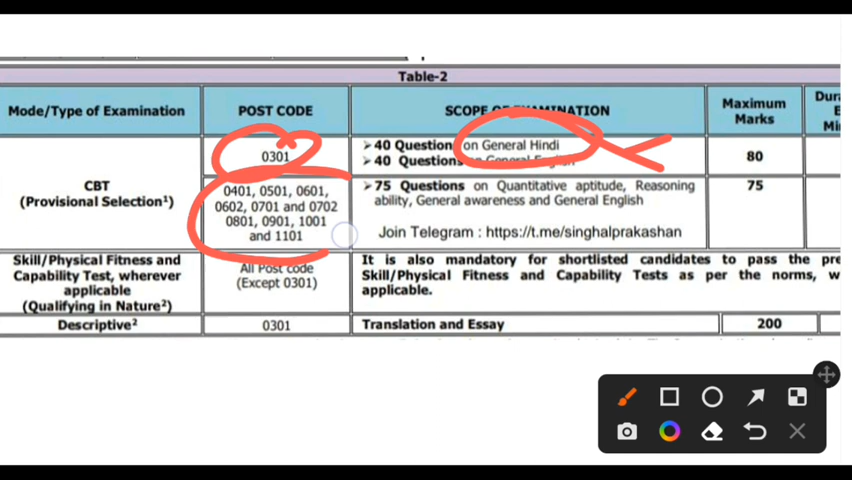 Table-2
Mode/Type of Examination
POST CODE
SCOPE OF EXAMINATION
Maximum
Marks
CBT
(Provisional Selection¹)
0301
➢40 Questions on General Hindi
➢40 Questions on General English
80
0401, 0501, 0601,
0602, 0701 and 0702
0801, 0901, 1001
and 1101
➢75 Questions on Quantitative aptitude, Reasoning
ability, General awareness and General English
Join Telegram : https://t.me/singhalprakashan
75
Skill/Physical Fitness and
Capability Test, wherever
applicable
(Qualifying in Nature²)
All Post code
(Except 0301)
It is also mandatory for shortlisted candidates to pass the
Skill/Physical Fitness and Capability Tests as per the norms,
applicable.
Descriptive²
0301
Translation and Essay
200